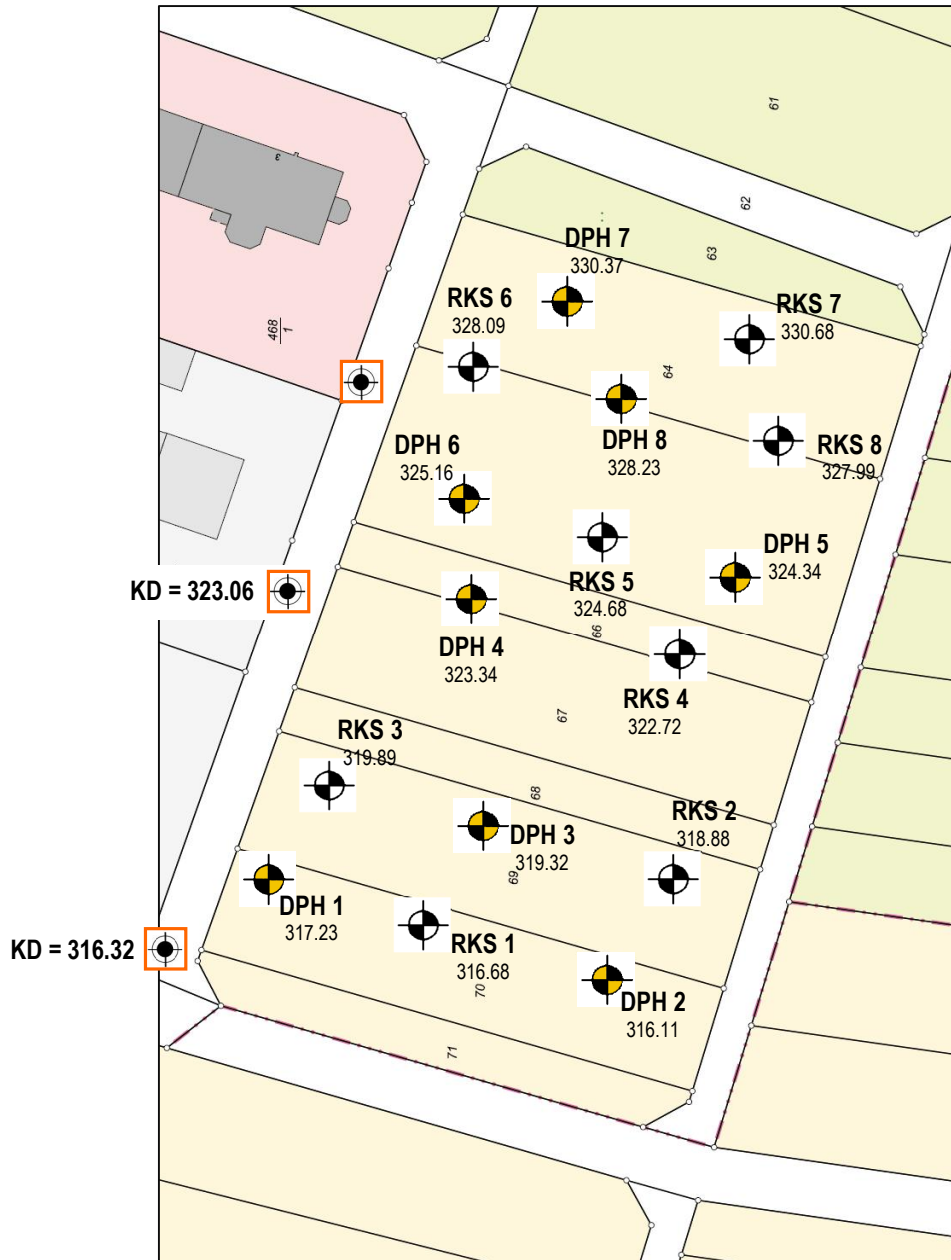 61
62
63
3
DPH 7
330.37
RKS 6
328.09
RKS 7
330.68
468
1
64
DPH 8
328.23
DPH 6
325.16
RKS 8
327.99
DPH 5
324.34
RKS 5
324.68
KD = 323.06
66
DPH 4
323.34
RKS 4
322.72
67
RKS 3
319.89
68
RKS 2
318.88
DPH 3
319.32
69
DPH 1
317.23
RKS 1
316.68
KD = 316.32
70
DPH 2
316.11
71